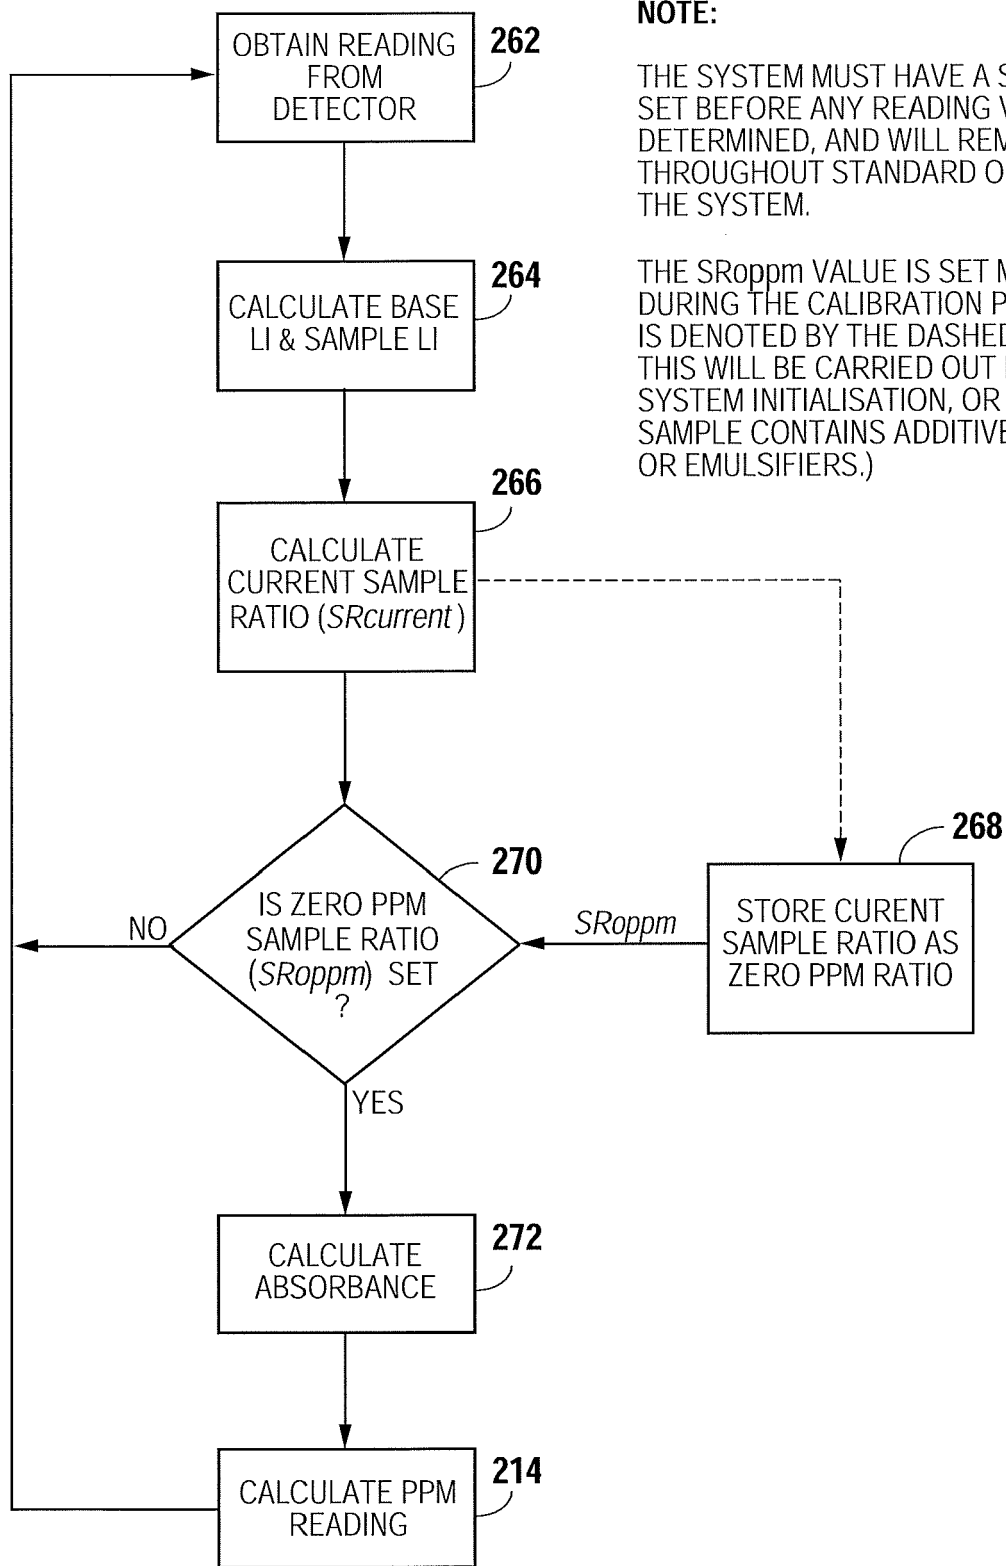 OBTAIN READING
FROM
DETECTOR
262
NOTE:
THE SYSTEM MUST HAVE A
SET BEFORE ANY READING
DETERMINED, AND WILL
THROUGHOUT STANDARD
THE SYSTEM.
THE SRoppm VALUE IS SET
DURING THE CALIBRATION
IS DENOTED BY THE DASHED
THIS WILL BE CARRIED OUT
SYSTEM INITIALISATION, OR
SAMPLE CONTAINS
OR EMULSIFIERS.)
CALCULATE BASE
LI & SAMPLE LI
264
CALCULATE
CURRENT SAMPLE
RATIO (SRcurrent)
266
IS ZERO PPM
SAMPLE RATIO
(SRoppm) SET
?
270
NO
YES
SRoppm
STORE CURENT
SAMPLE RATIO AS
ZERO PPM RATIO
268
CALCULATE
ABSORBANCE
272
CALCULATE PPM
READING
214